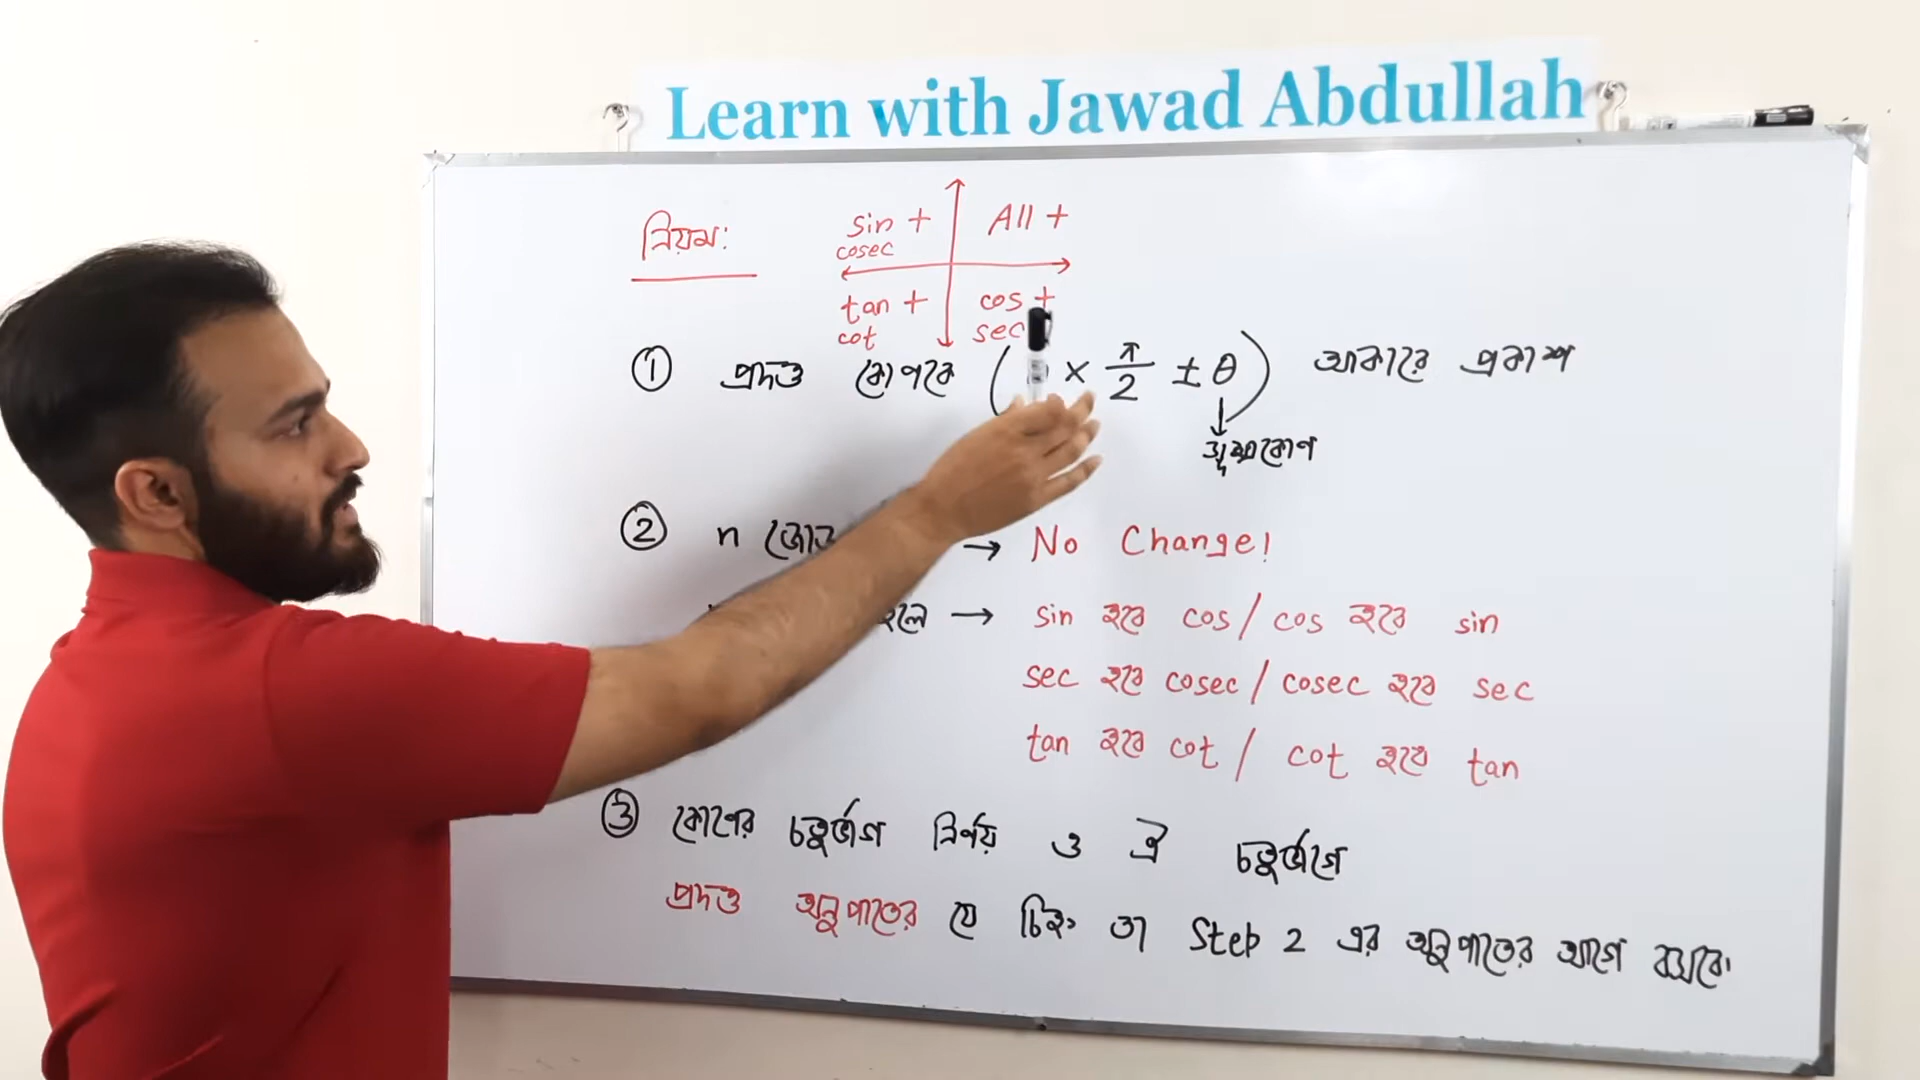 Learn with Jawad Abdullah
নিয়ম:
sin + All +
cosec
tan + cos +
cot sec
① প্রদত্ত কোণকে ( × π/2 ± θ ) আকারে প্রকাশ
↓
সূক্ষ্মকোণ
② n → No Change!
হলে → sin হবে cos / cos হবে sin
sec হবে cosec / cosec হবে sec
tan হবে cot / cot হবে tan
③ কোণের চতুর্ভাগ নির্ণয় ও ঐ চতুর্ভাগে
প্রদত্ত অনুপাতের যে চিহ্ন তা Step 2 এর অনুপাতের আগে বসবে।